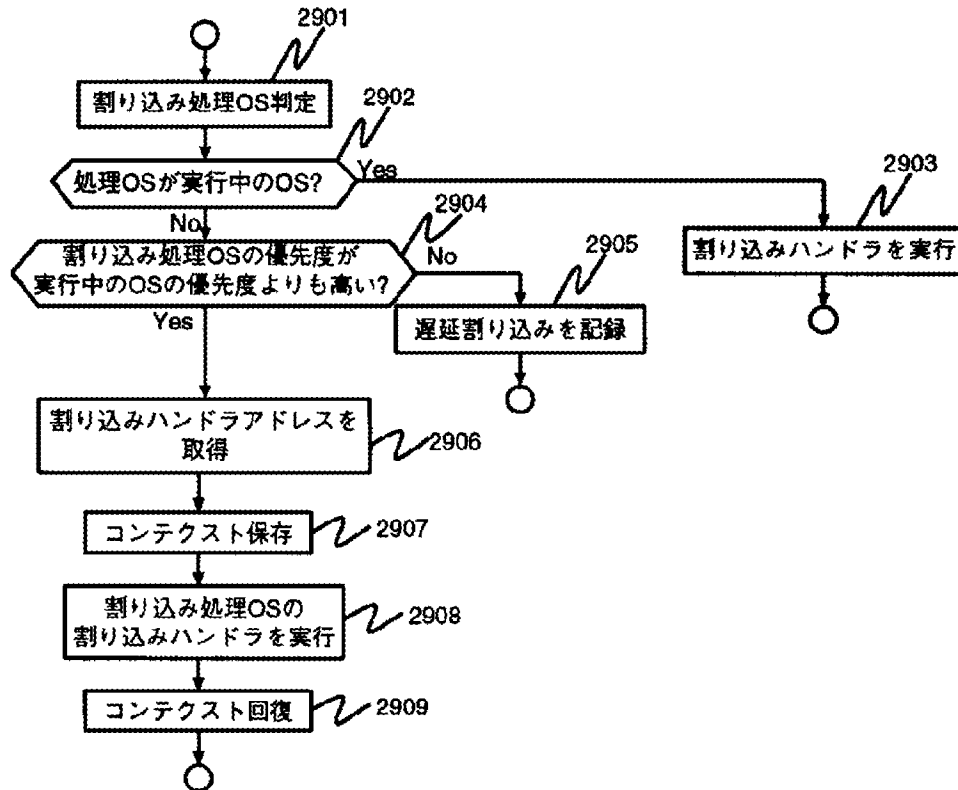 2901
割り込み処理OS判定
2902
処理OSが実行中のOS?
Yes
2903
No
2904
割り込みハンドラを実行
割り込み処理OSの優先度が
実行中のOSの優先度よりも高い?
No
2905
Yes
遅延割り込みを記録
割り込みハンドラアドレスを
取得
2906
コンテクスト保存
2907
割り込み処理OSの
割り込みハンドラを実行
2908
コンテクスト回復
2909